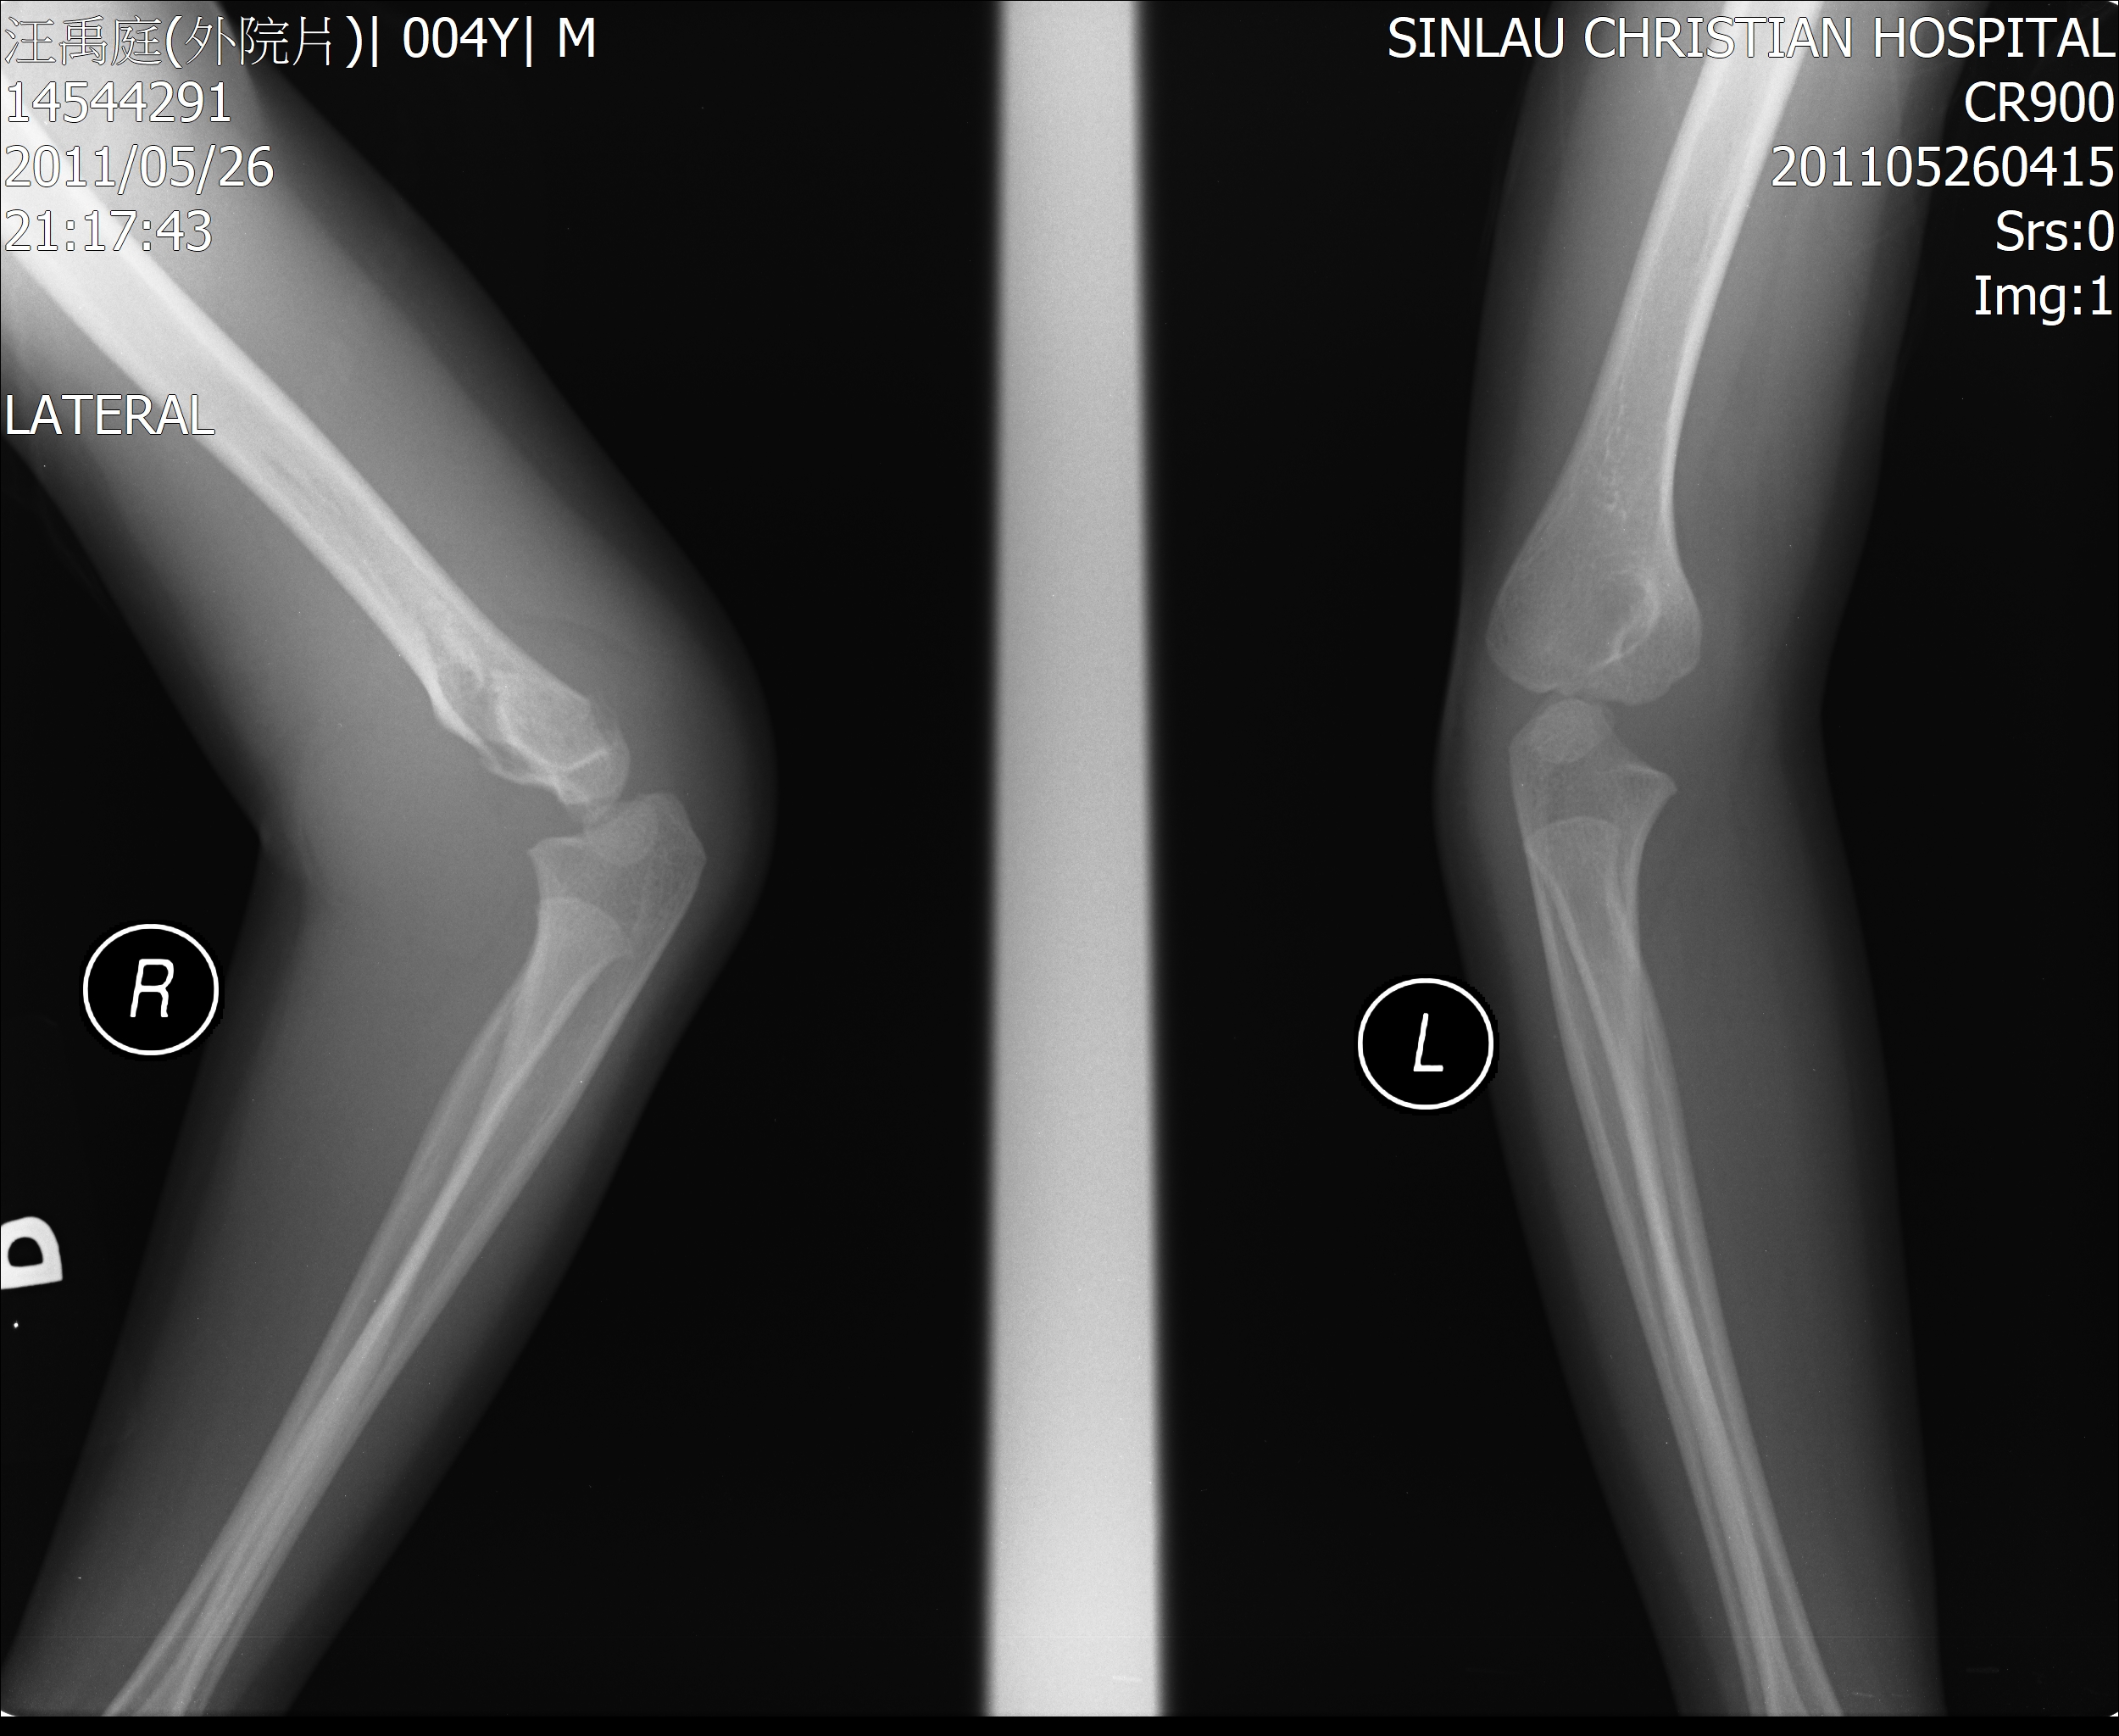 汪禹庭(外院片)| 004Y| M
14544291
2011/05/26
21:17:43
LATERAL
SINLAU CHRISTIAN HOSPITAL
CR900
201105260415
Srs:0
Img:1
R
L